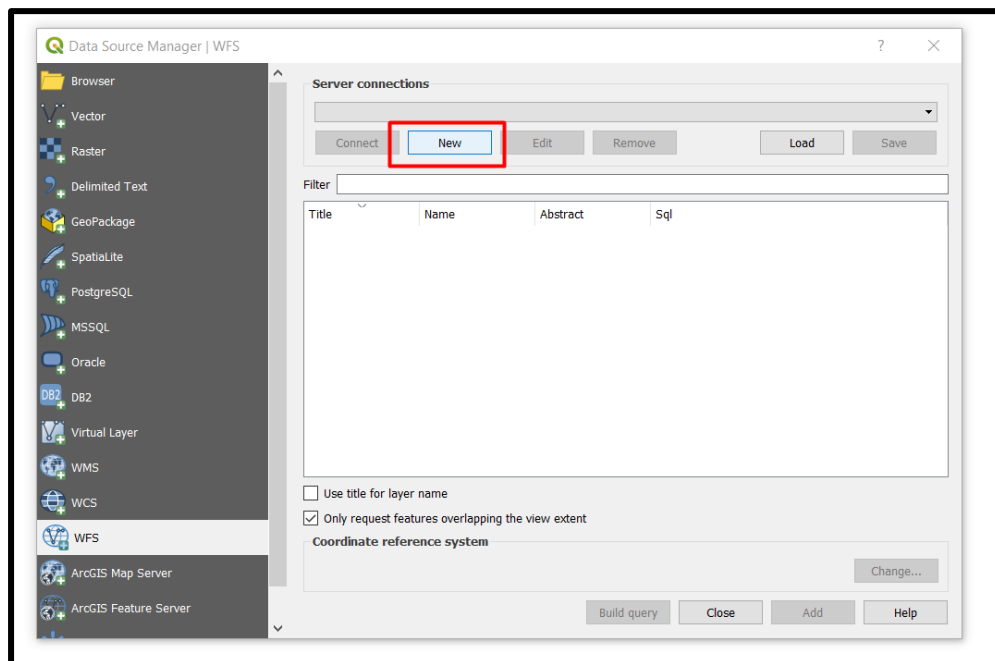 Data Source Manager | WFS
?
Browser
Vector
Raster
Delimited Text
GeoPackage
SpatiaLite
PostgreSQL
MSSQL
Oracle
DB2
DB2
Virtual Layer
WMS
WCS
WFS
ArcGIS Map Server
ArcGIS Feature Server
Server connections
Connect New Edit Remove Load Save
Filter
Title Name Abstract Sql
Use title for layer name
Only request features overlapping the view extent
Coordinate reference system
Change...
Build query Close Add Help